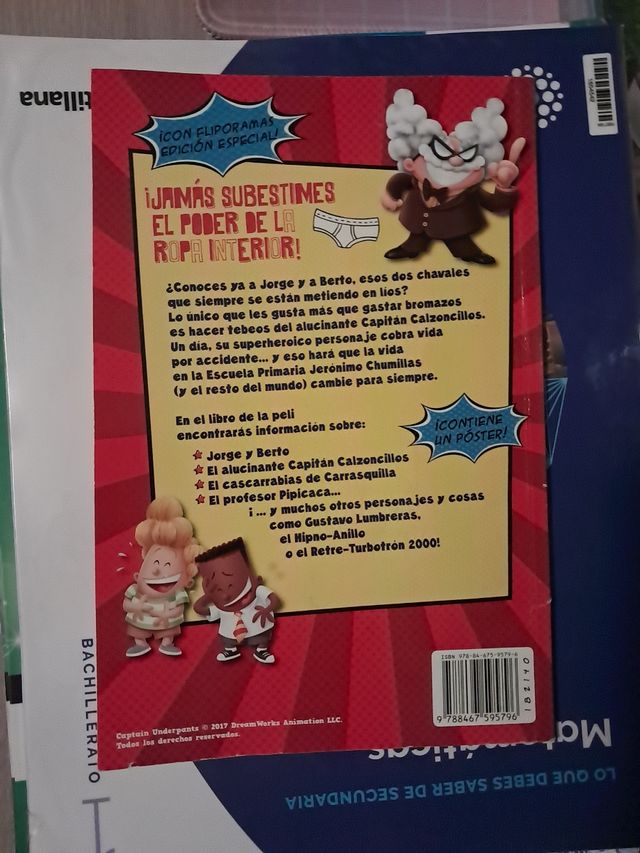 tillana
1854049
¡CON FLIPORAMAS
EDICIÓN ESPECIAL!
¡JAMÁS SUBESTIMES
EL PODER DE LA
ROPA INTERIOR!
¿Conoces ya a Jorge y a Berto, esos dos chavales
que siempre se están metiendo en líos?
Lo único que les gusta más que gastar bromazos
es hacer tebeos del alucinante Capitán Calzoncillos.
Un día, su superheroico personaje cobra vida
por accidente... y eso hará que la vida
en la Escuela Primaria Jerónimo Chumillas
(y el resto del mundo) cambie para siempre.
En el libro de la peli
encontrarás información sobre:
¡CONTIENE
UN PÓSTER!
Jorge y Berto
El alucinante Capitán Calzoncillos
El cascarrabias de Carrasquilla
El profesor Pipicaca...
¡ ... y muchos otros personajes y cosas
como Gustavo Lumbreras,
el Hipno-Anillo
o el Retre-Turbotrón 2000!
ISBN 978-84-675-9579-6
9 788467 595796
182140
Captain Underpants © 2017 DreamWorks Animation LLC.
Todos los derechos reservados.
BACHILLERATO
1
Matemáticas
LO QUE DEBES SABER DE SECUNDARIA